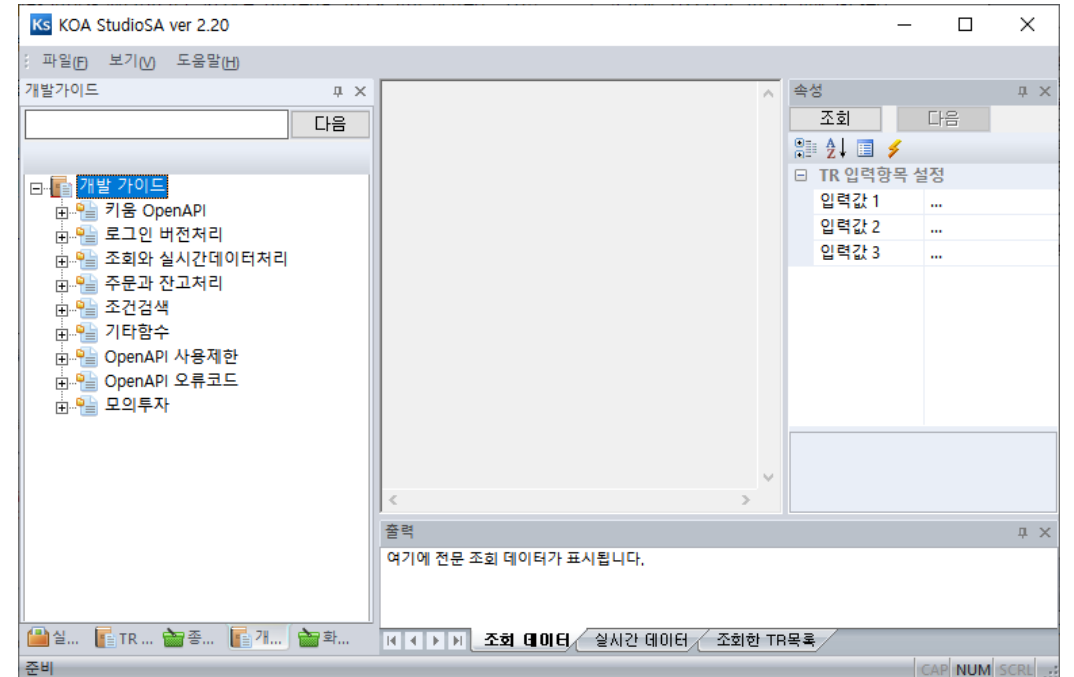 Ks KOA StudioSA ver 2.20
파일(F) 보기(V) 도움말(H)
개발가이드
다음
개발 가이드
키움 OpenAPI
로그인 버전처리
조회와 실시간데이터처리
주문과 잔고처리
조건검색
기타함수
OpenAPI 사용제한
OpenAPI 오류코드
모의투자
실... TR ... 종... 개... 화...
속성
조회 다음
TR 입력항목 설정
입력값 1 ...
입력값 2 ...
입력값 3 ...
출력
여기에 전문 조회 데이터가 표시됩니다.
조회 데이터 실시간 데이터 조회한 TR목록
준비
CAP NUM SCRL